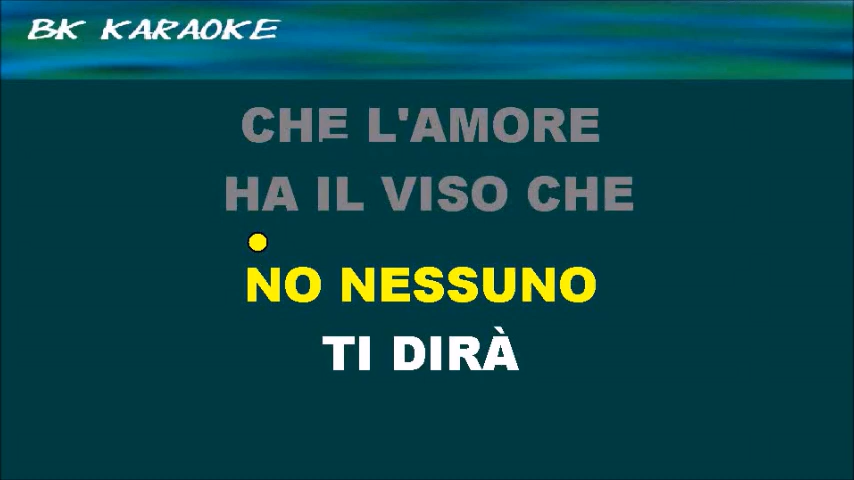 BK KARAOKE
CHE L'AMORE
HA IL VISO CHE
NO NESSUNO
TI DIRÀ